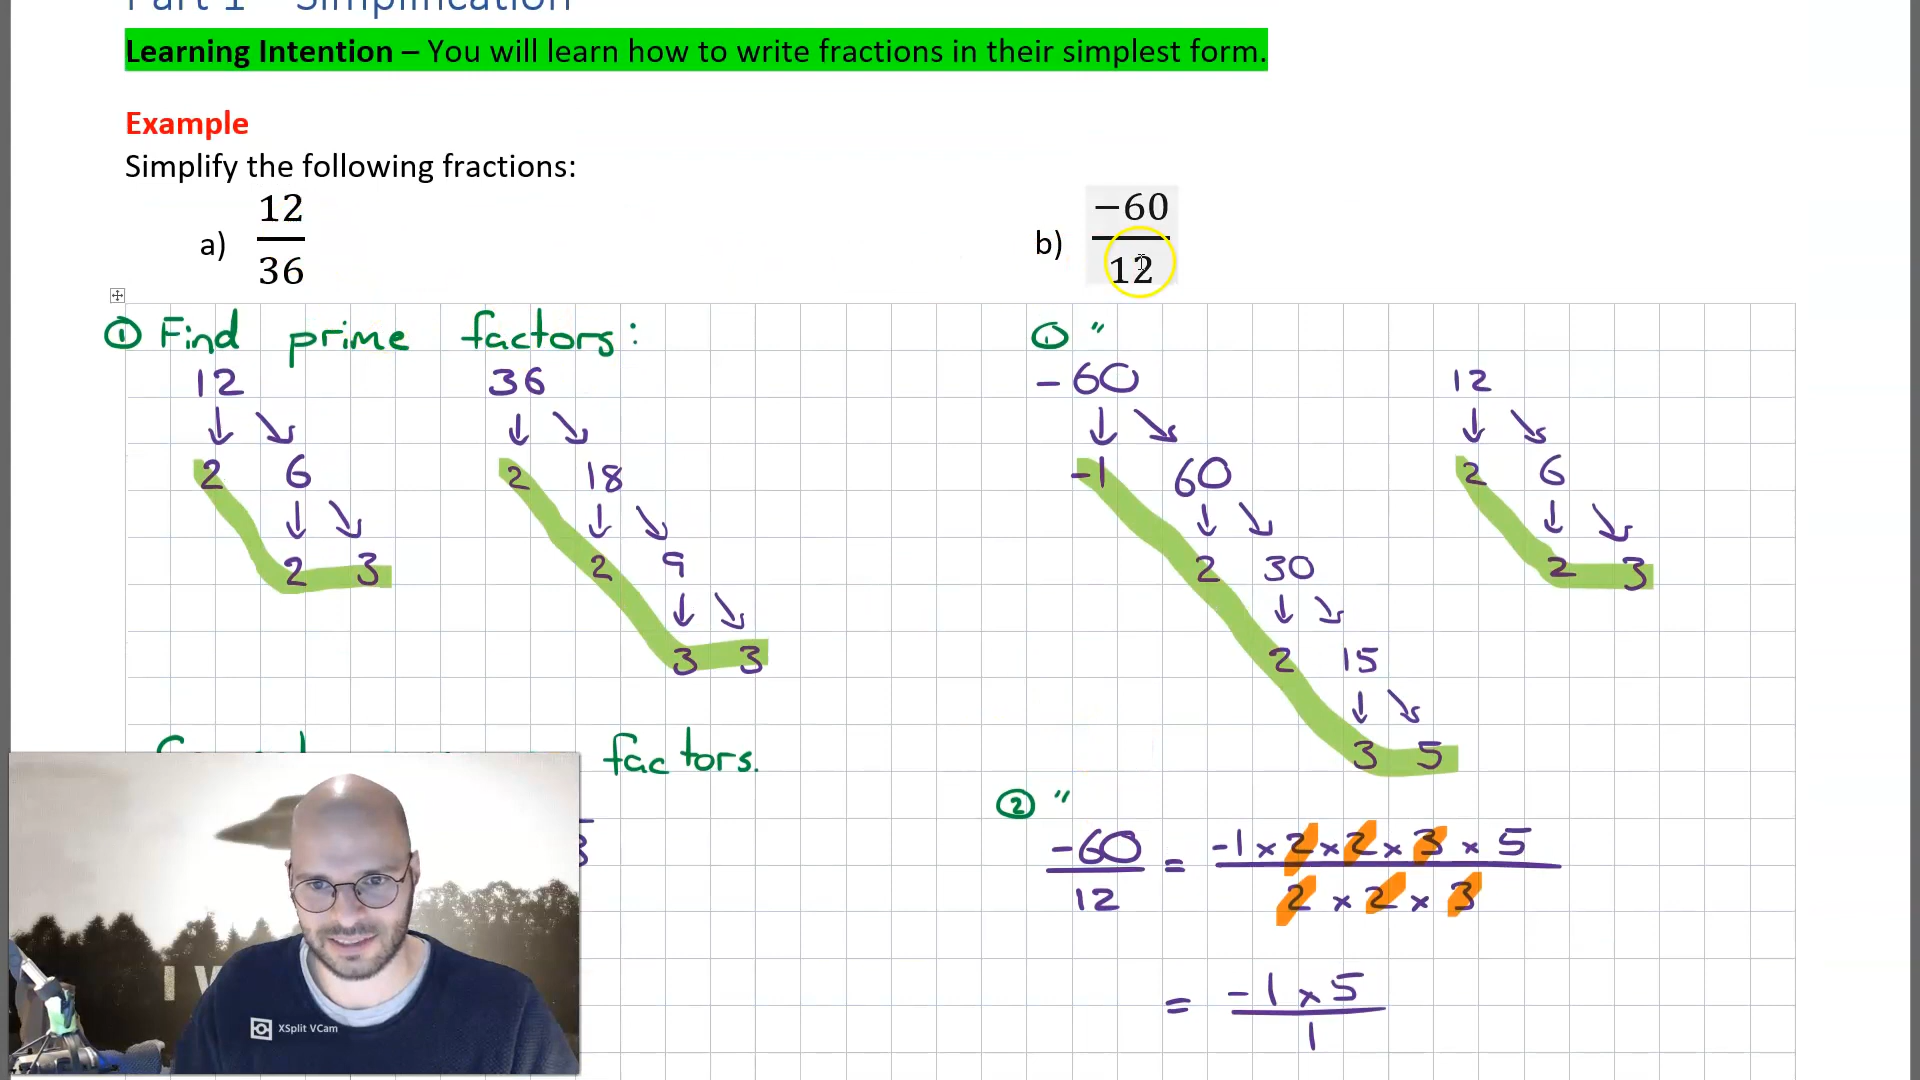 Part 1 – Simplification
Learning Intention – You will learn how to write fractions in their simplest form.
Example
Simplify the following fractions:
a) 12
36
b) −60
12
① Find prime factors:
12 36
2 6 2 18
2 3 2 9
3 3
factors.
① "
-60 12
-1 60 2 6
2 30 2 3
2 15
3 5
② "
-60 = -1 × 2 × 2 × 3 × 5
12 2 × 2 × 3
= -1 × 5
1
XSplit VCam